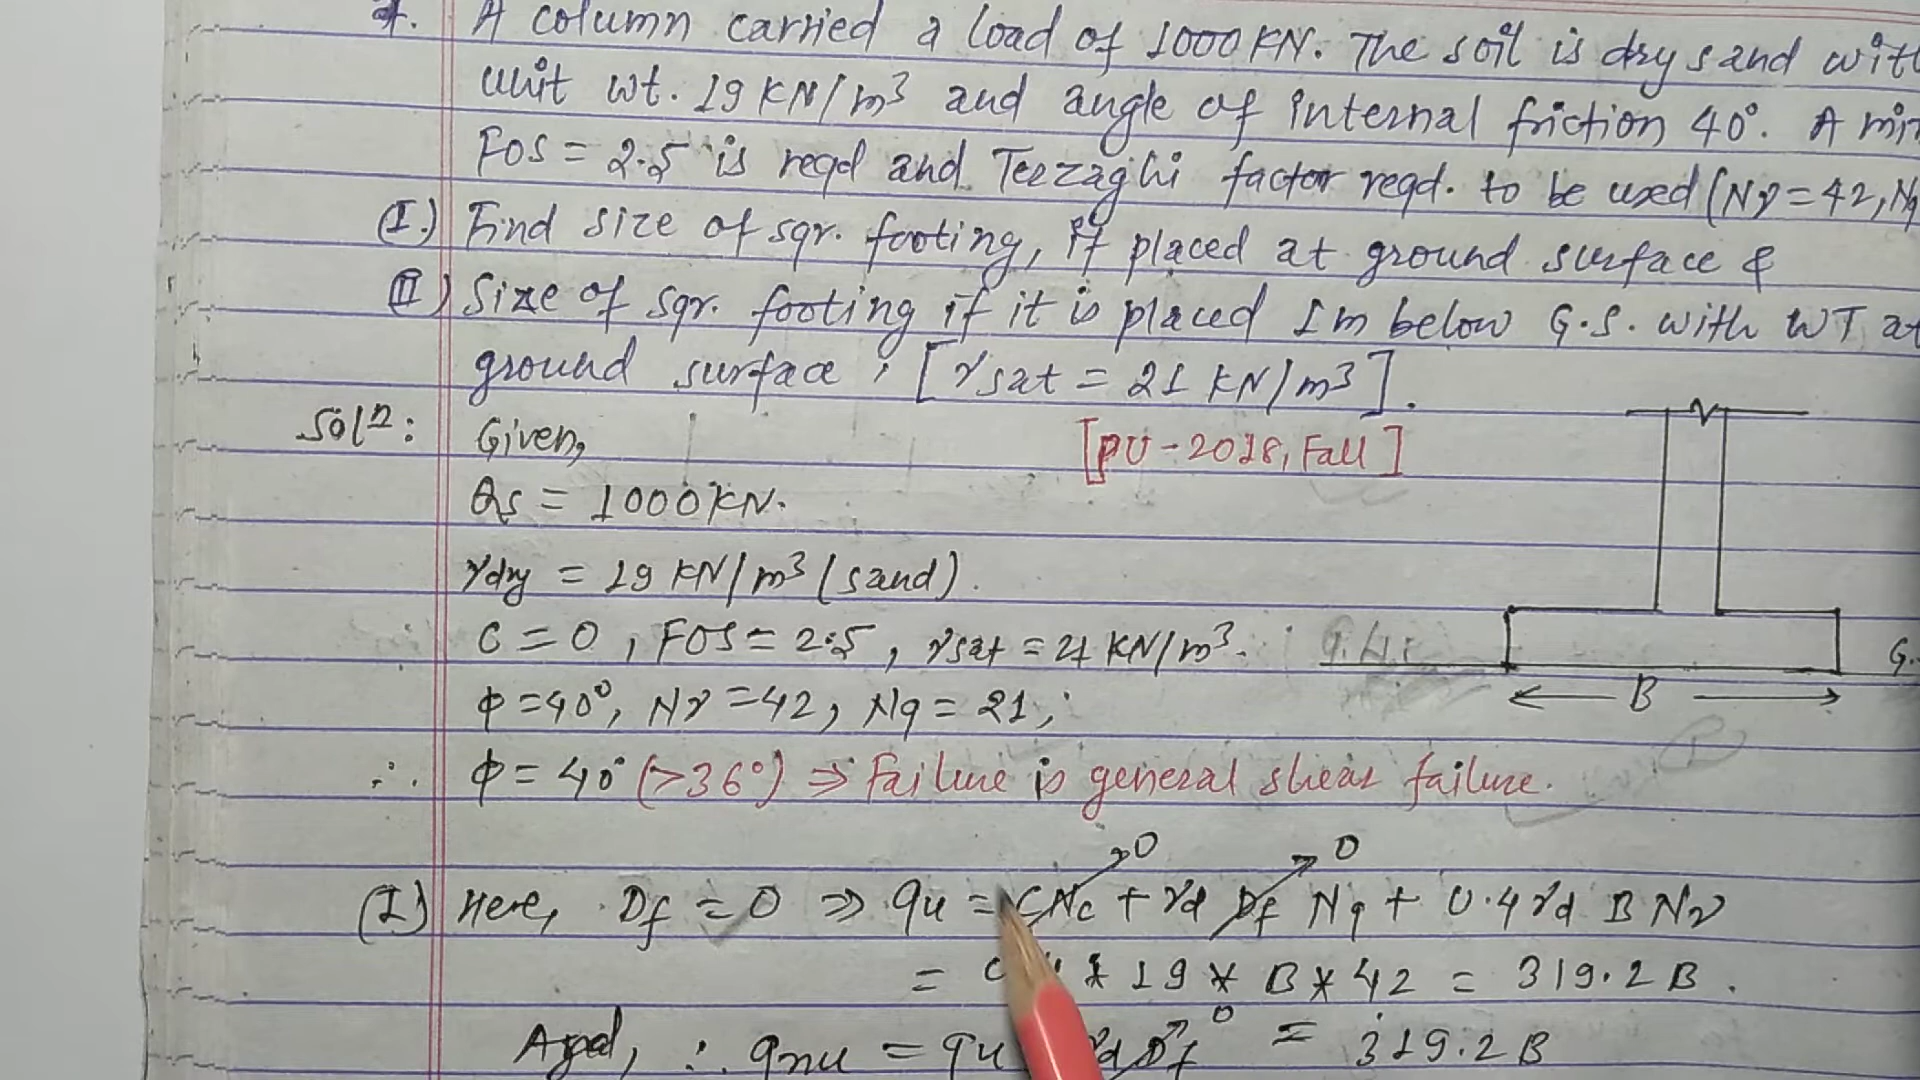 7. A column carried a load of 1000 KN. The soil is dry sand with
unit wt. 19 KN/m³ and angle of internal friction 40°. A min
FOS = 2.5 is reqd and Terzaghi factor reqd. to be used (Nγ = 42, Nq
(I.) Find size of sqr. footing, if placed at ground surface &
(II) Size of sqr. footing if it is placed 1m below G.S. with WT at
ground surface; [γsat = 21 KN/m³].
Solⁿ: Given,
[PU - 2018, Fall]
Qs = 1000 KN.
γdry = 19 KN/m³ (sand).
C = 0, FOS = 2.5, γsat = 21 KN/m³.
G.
B
φ = 40°, Nγ = 42, Nq = 21;
∴ φ = 40° (>36°) ⇒ Failure is general shear failure.
0 0
(I) Here, Df = 0 ⇒ qu = CNc + γd Df Nq + 0.4 γd B Nγ
= * 19 * B * 42 = 319.2 B.
∴ qnu = qu γd Df 0 = 319.2 B